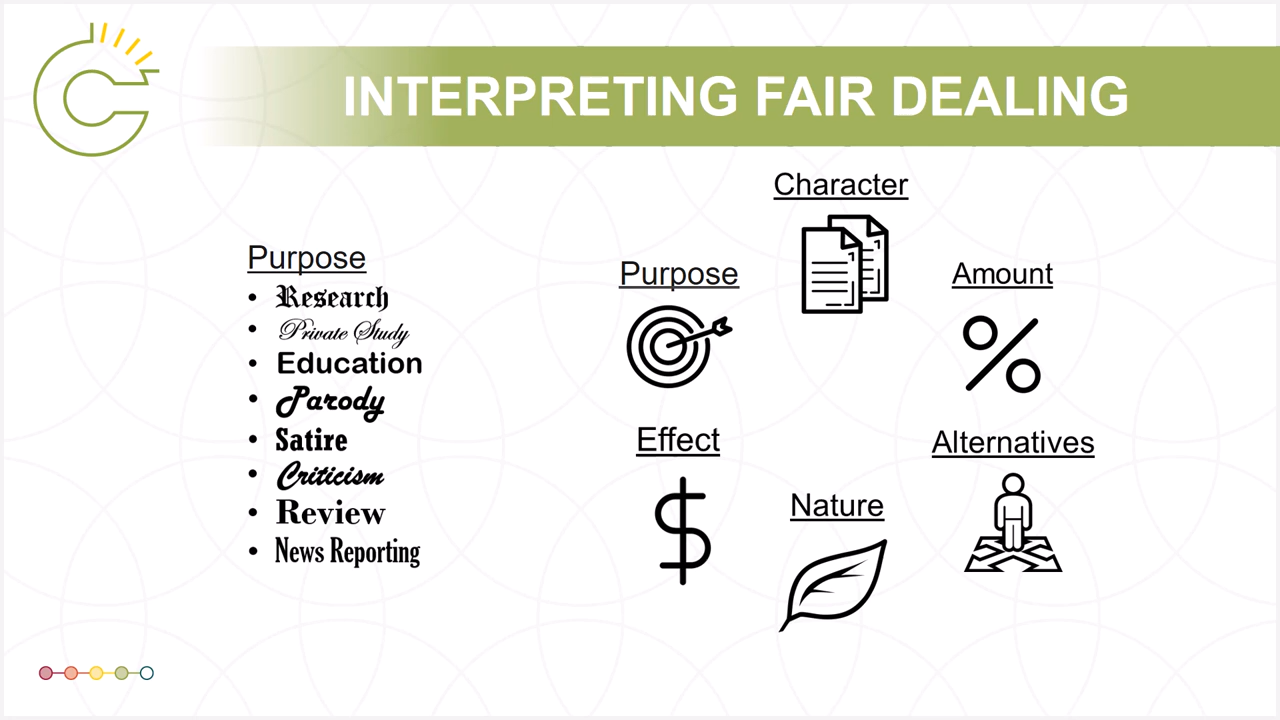 INTERPRETING FAIR DEALING
Purpose
• Research
• Private Study
• Education
• Parody
• Satire
• Criticism
• Review
• News Reporting
Character
Purpose
Amount
Effect
Alternatives
Nature